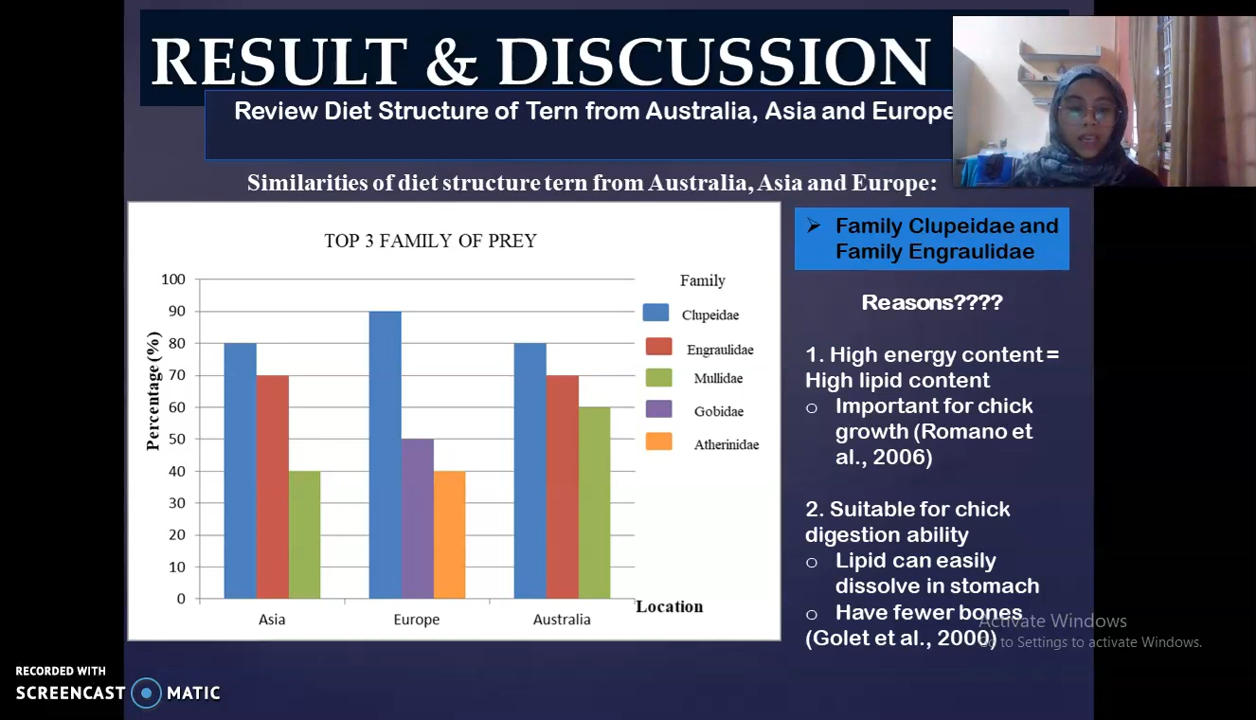 RESULT & DISCUSSION
Review Diet Structure of Tern from Australia, Asia and Europe
Similarities of diet structure tern from Australia, Asia and Europe:
TOP 3 FAMILY OF PREY
Percentage (%)
100
90
80
70
60
50
40
30
20
10
0
Asia
Europe
Australia
Location
Family
Clupeidae
Engraulidae
Mullidae
Gobidae
Atherinidae
Family Clupeidae and
Family Engraulidae
Reasons????
1. High energy content =
High lipid content
o Important for chick
growth (Romano et
al., 2006)
2. Suitable for chick
digestion ability
o Lipid can easily
dissolve in stomach
o Have fewer bones
(Golet et al., 2000)
Activate Windows
Go to Settings to activate Windows.
RECORDED WITH
SCREENCAST MATIC